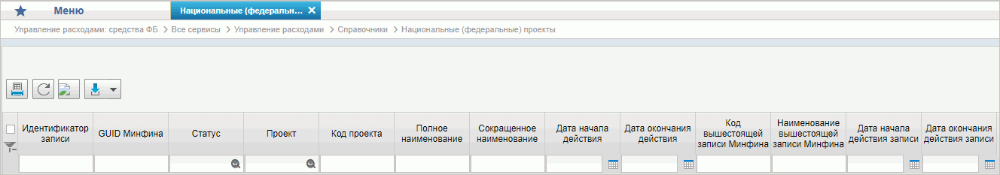 Меню
Национальные (федеральн...
Управление расходами: средства ФБ > Все сервисы > Управление расходами > Справочники > Национальные (федеральные) проекты
Идентификатор
записи
GUID Минфина
Статус
Проект
Код проекта
Полное
наименование
Сокращенное
наименование
Дата начала
действия
Дата окончания
действия
Код
вышестоящей
записи Минфина
Наименование
вышестоящей
записи Минфина
Дата начала
действия записи
Дата окончания
действия записи